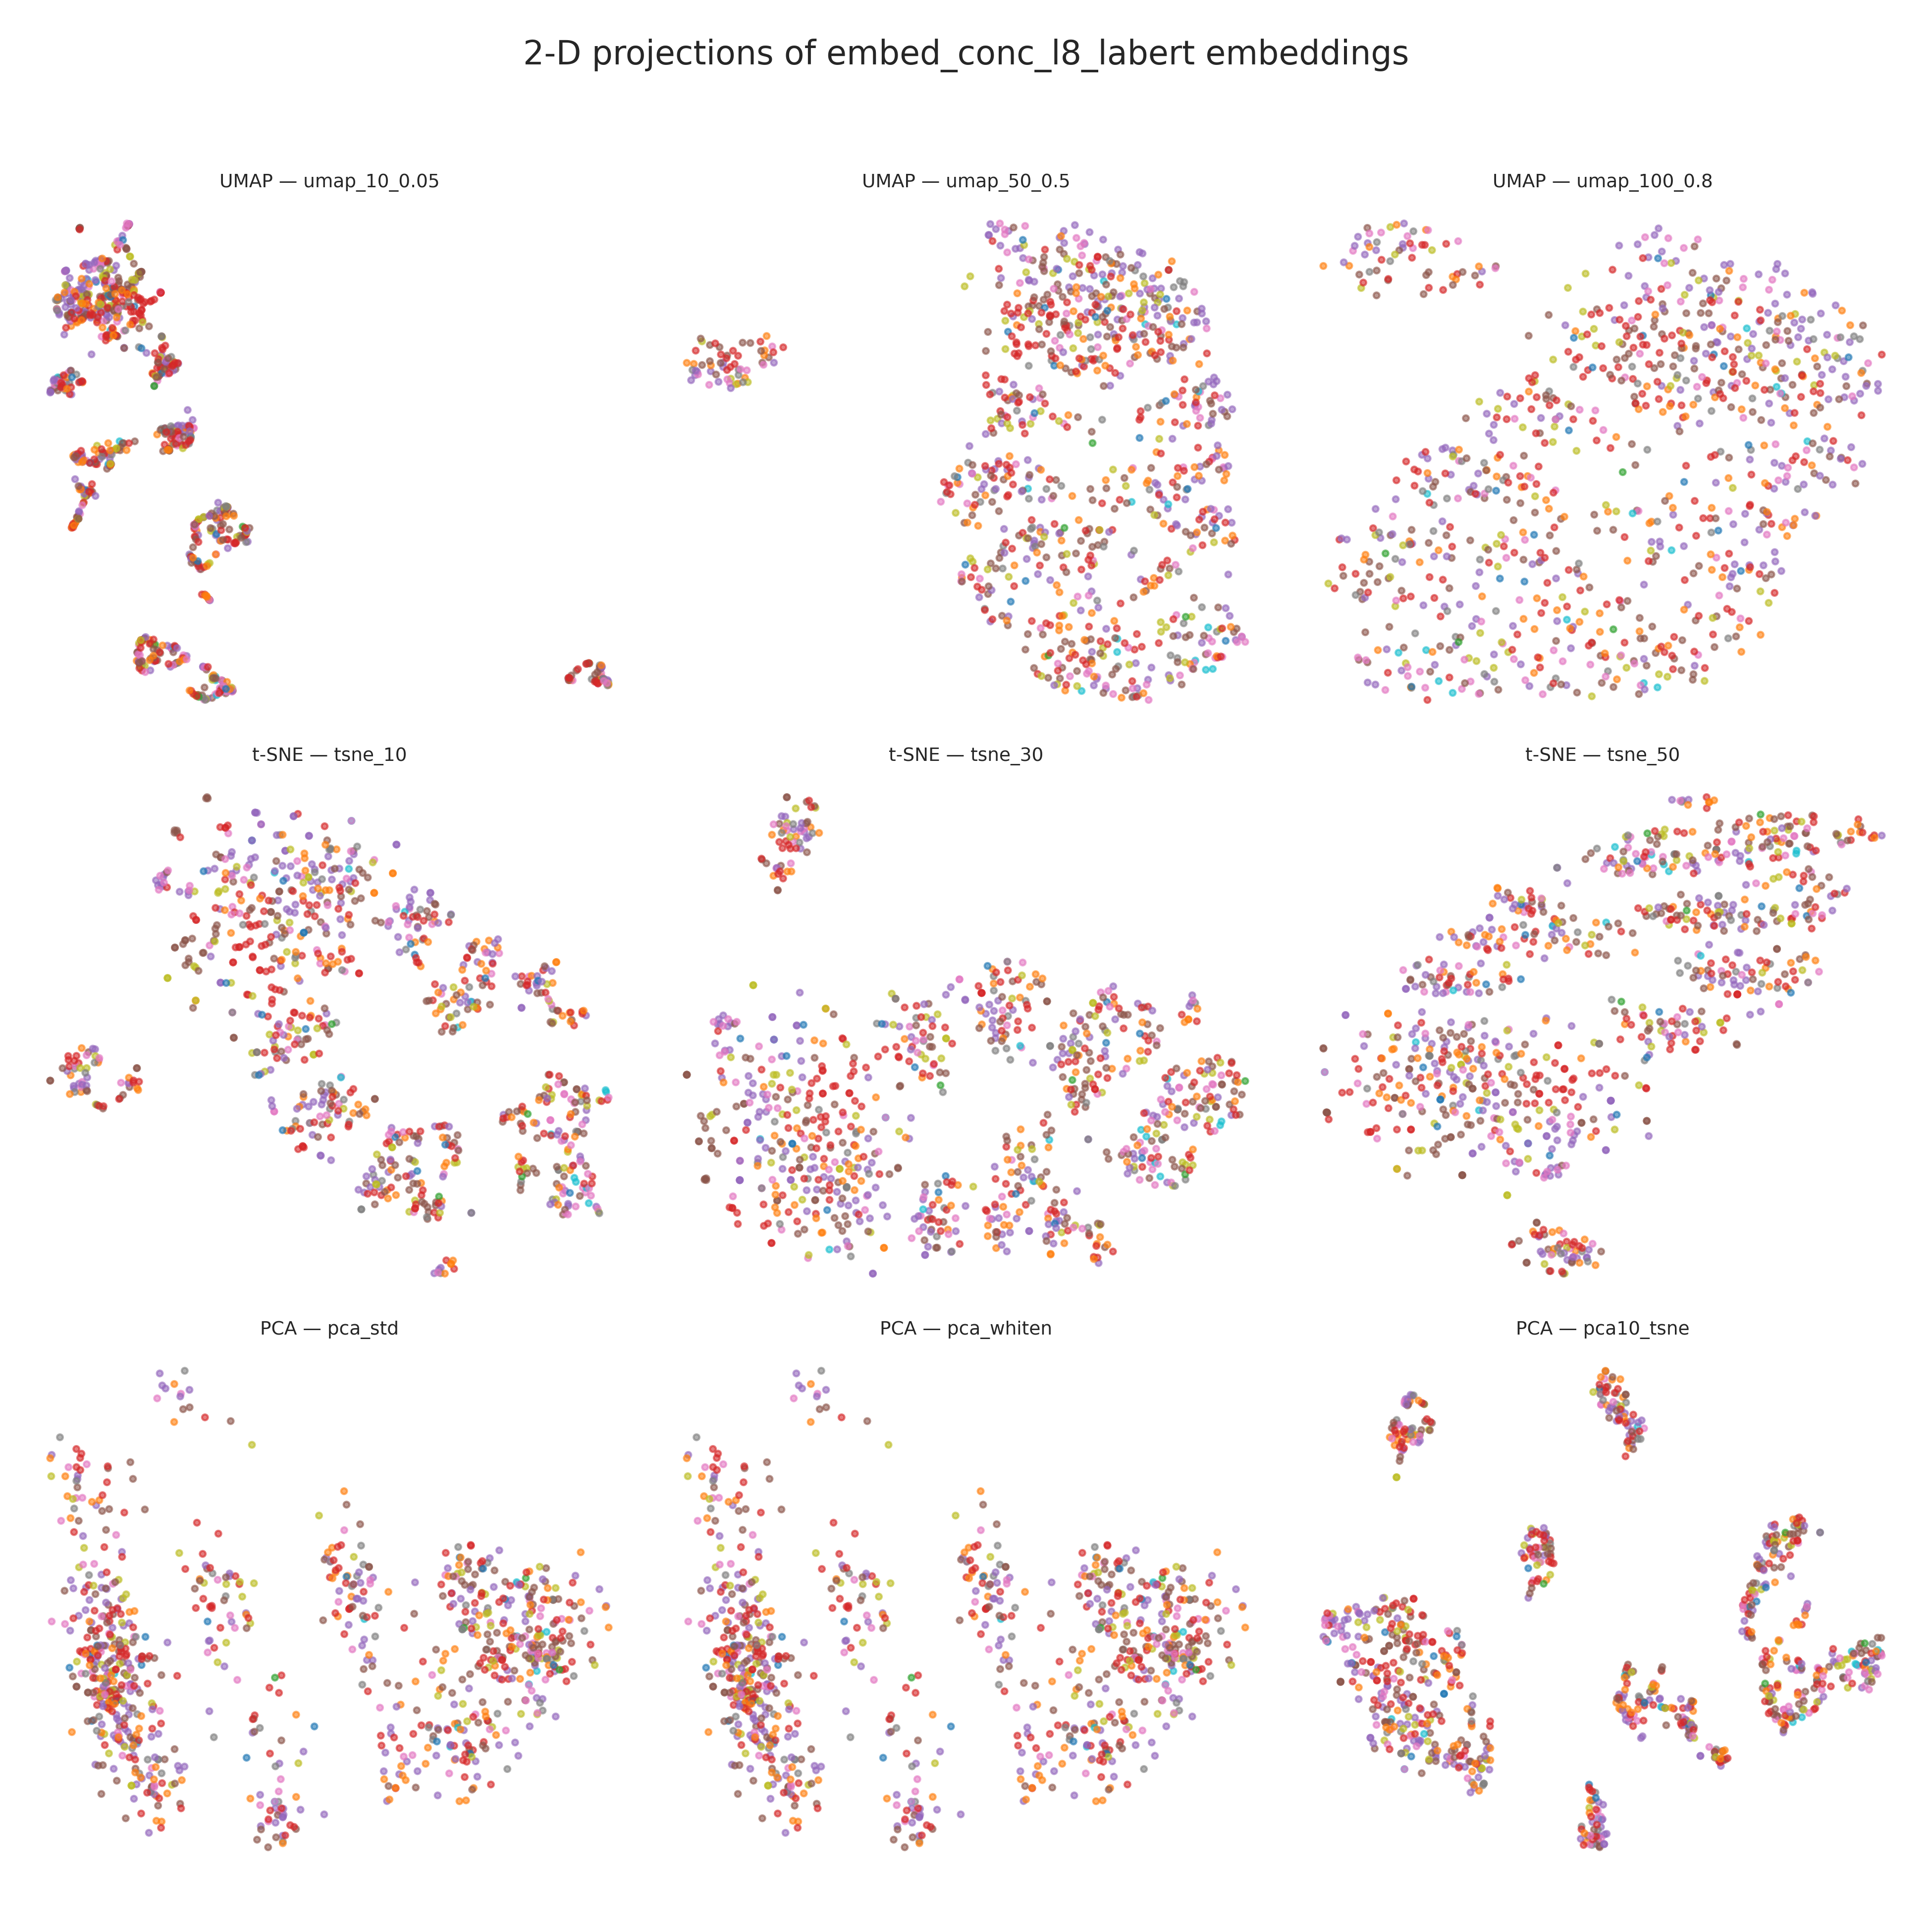 2-D projections of embed_conc_l8_labert embeddings
UMAP — umap_10_0.05
UMAP — umap_50_0.5
UMAP — umap_100_0.8
t-SNE — tsne_10
t-SNE — tsne_30
t-SNE — tsne_50
PCA — pca_std
PCA — pca_whiten
PCA — pca10_tsne